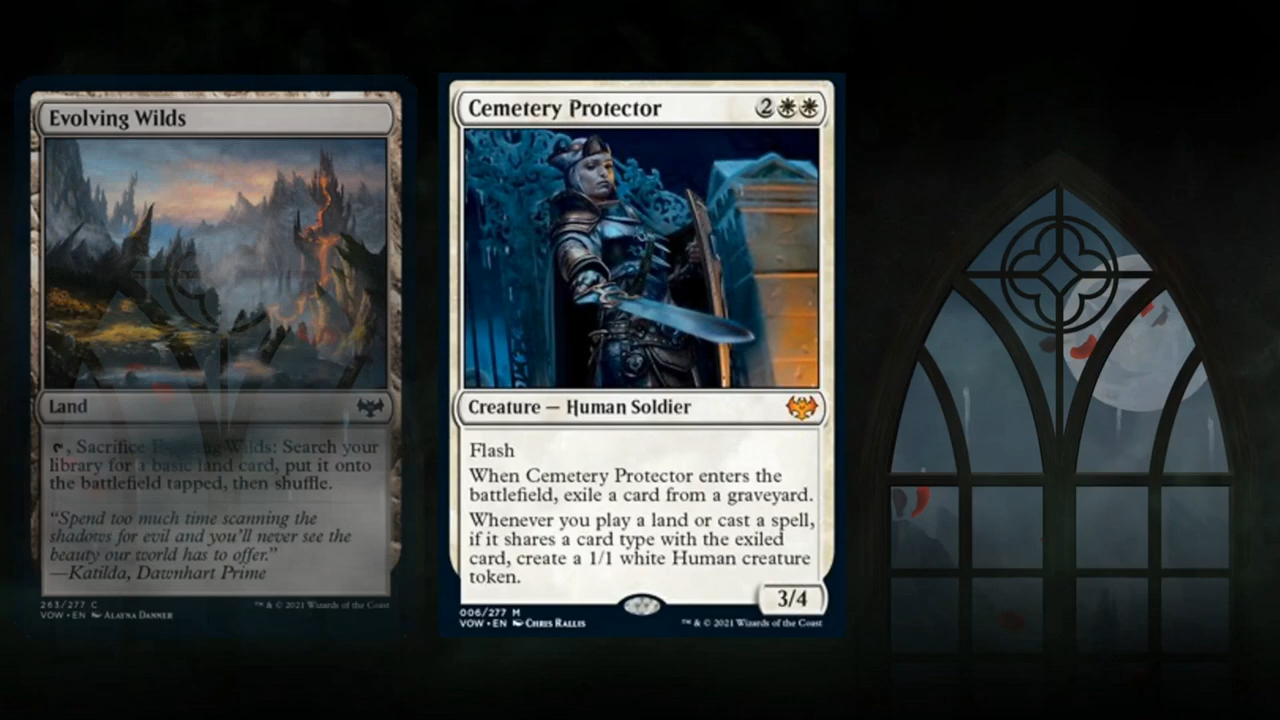 Evolving Wilds
Land
, Sacrifice Evolving Wilds: Search your
library for a basic land card, put it onto
the battlefield tapped, then shuffle.
“Spend too much time scanning the
shadows for evil and you’ll never see the
beauty our world has to offer.”
—Katilda, Dawnhart Prime
263/277 C
VOW • EN ALAYNA DANNER
™ & © 2021 Wizards of the Coast
Cemetery Protector
2
Creature — Human Soldier
Flash
When Cemetery Protector enters the
battlefield, exile a card from a graveyard.
Whenever you play a land or cast a spell,
if it shares a card type with the exiled
card, create a 1/1 white Human creature
token.
3/4
006/277 M
VOW • EN CHRIS RALLIS
™ & © 2021 Wizards of the Coast